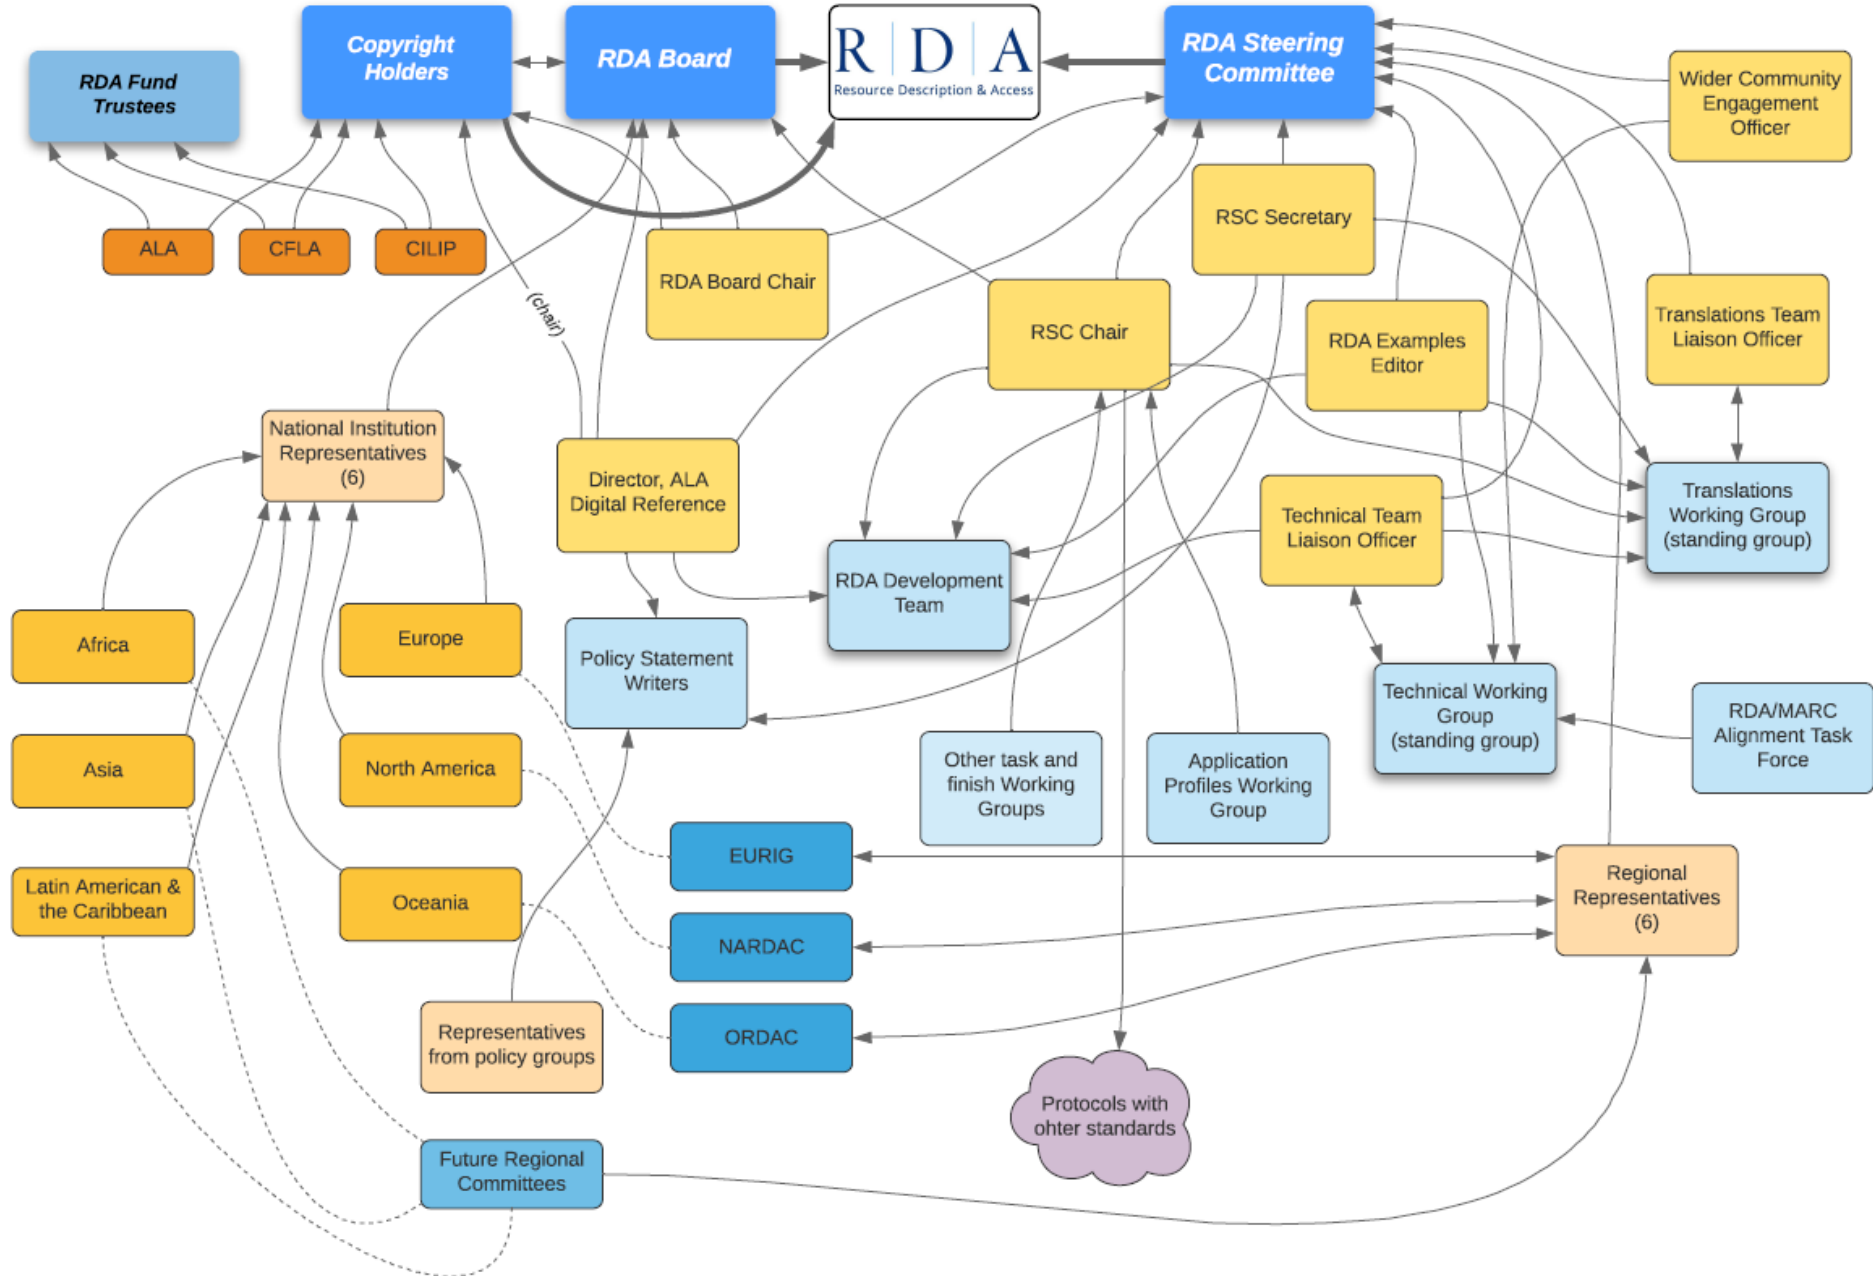 Copyright
Holders
RDA Board
R | D | A
Resource Description & Access
RDA Steering
Committee
RDA Fund
Trustees
Wider Community
Engagement
Officer
ALA
CFLA
CILIP
RSC Secretary
RDA Board Chair
(chair)
RSC Chair
RDA Examples
Editor
Translations Team
Liaison Officer
National Institution
Representatives
(6)
Director, ALA
Digital Reference
Technical Team
Liaison Officer
Translations
Working Group
(standing group)
RDA Development
Team
Africa
Europe
Policy Statement
Writers
Technical Working
Group
(standing group)
RDA/MARC
Alignment Task
Force
Asia
North America
Other task and
finish Working
Groups
Application
Profiles Working
Group
EURIG
Latin American &
the Caribbean
Oceania
Regional
Representatives
(6)
NARDAC
Representatives
from policy groups
ORDAC
Protocols with
ohter standards
Future Regional
Committees